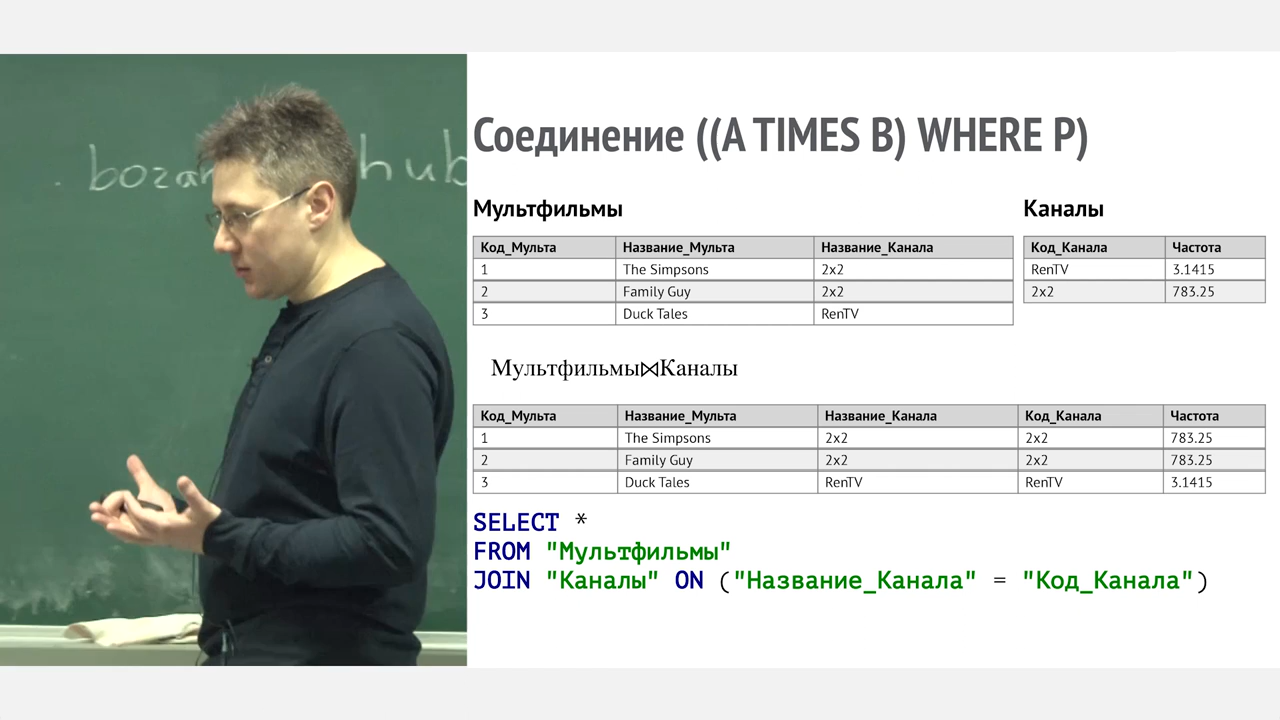 Соединение ((A TIMES B) WHERE P)
Мультфильмы
Каналы
Код_Мульта Название_Мульта Название_Канала
Код_Канала Частота
1 The Simpsons 2x2
RenTV 3.1415
2 Family Guy 2x2
2x2 783.25
3 Duck Tales RenTV
Мультфильмы⋈Каналы
Код_Мульта Название_Мульта Название_Канала Код_Канала Частота
1 The Simpsons 2x2 2x2 783.25
2 Family Guy 2x2 2x2 783.25
3 Duck Tales RenTV RenTV 3.1415
SELECT *
FROM "Мультфильмы"
JOIN "Каналы" ON ("Название_Канала" = "Код_Канала")